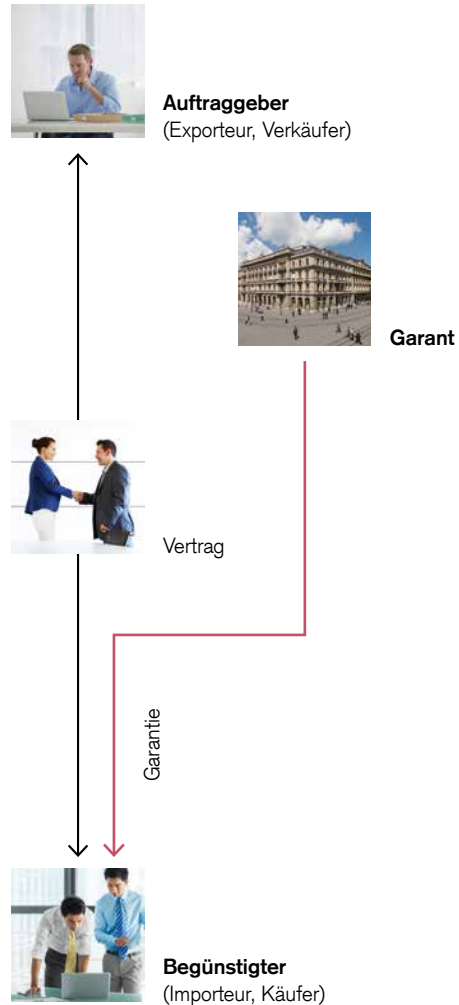 Auftraggeber
(Exporteur, Verkäufer)
Garant
Vertrag
Garantie
Begünstigter
(Importeur, Käufer)